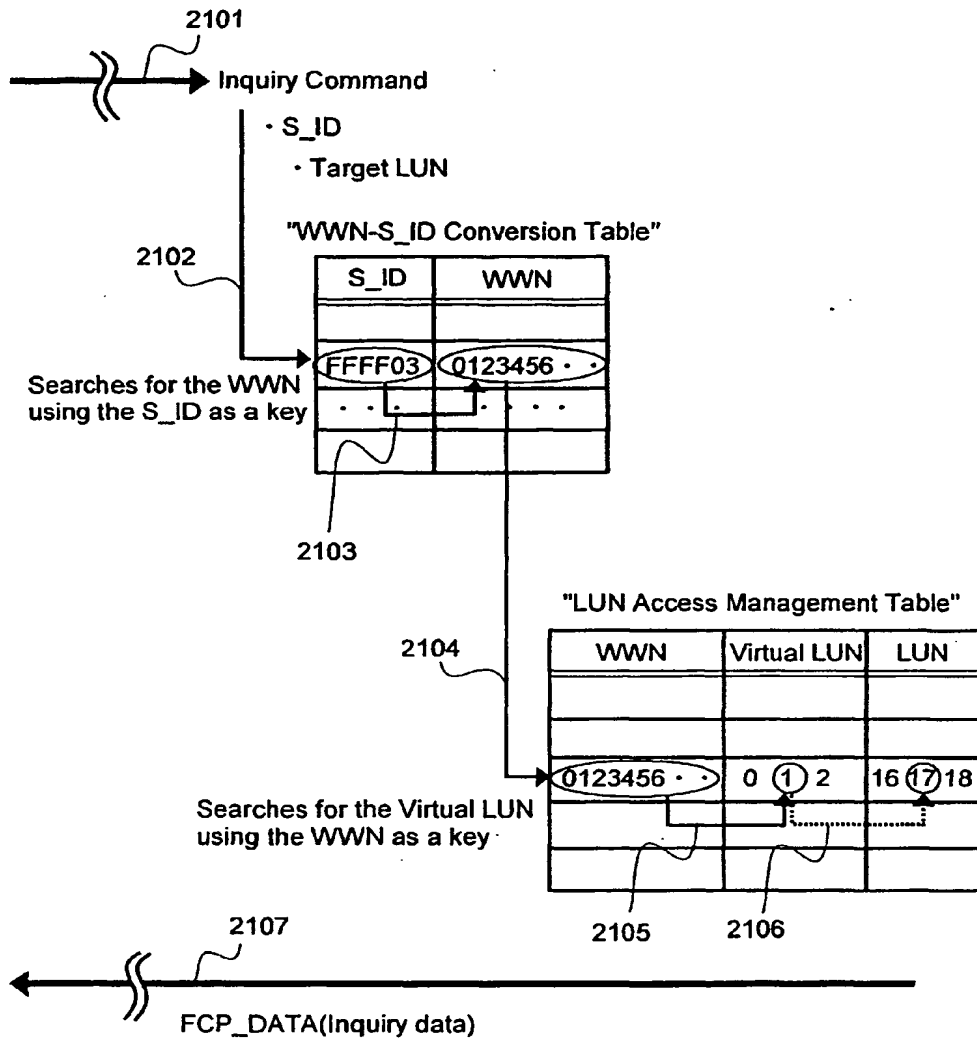 2101
Inquiry Command
· S_ID
· Target LUN
"WWN-S_ID Conversion Table"
2102
S_ID WWN
FFFF03 0123456 · ·
Searches for the WWN
using the S_ID as a key
· · · · · · ·
2103
"LUN Access Management Table"
2104
WWN Virtual LUN LUN
0123456 · · 0 1 2 16 17 18
Searches for the Virtual LUN
using the WWN as a key
2105 2106
2107
FCP_DATA(Inquiry data)